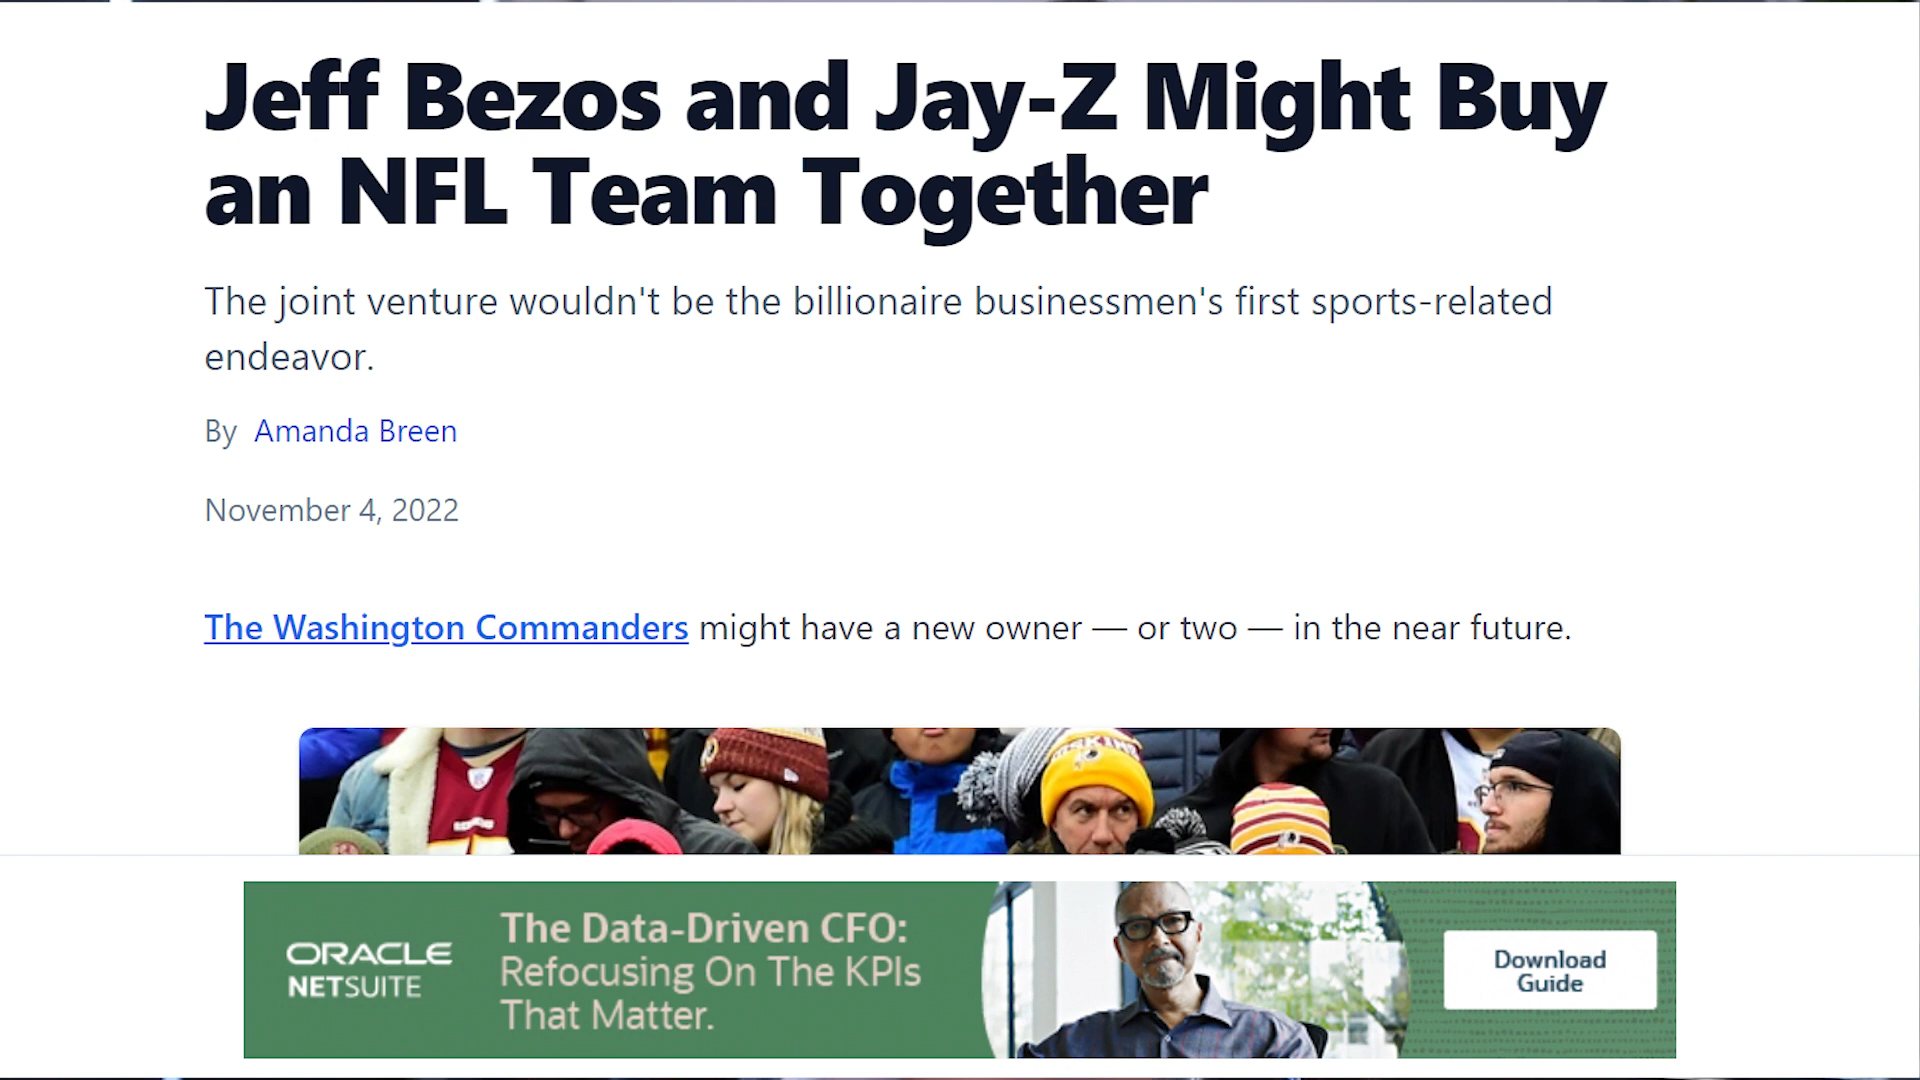 Jeff Bezos and Jay-Z Might Buy
an NFL Team Together
The joint venture wouldn't be the billionaire businessmen's first sports-related
endeavor.
By Amanda Breen
November 4, 2022
The Washington Commanders might have a new owner — or two — in the near future.
ORACLE
NETSUITE
The Data-Driven CFO:
Refocusing On The KPIs
That Matter.
Download
Guide